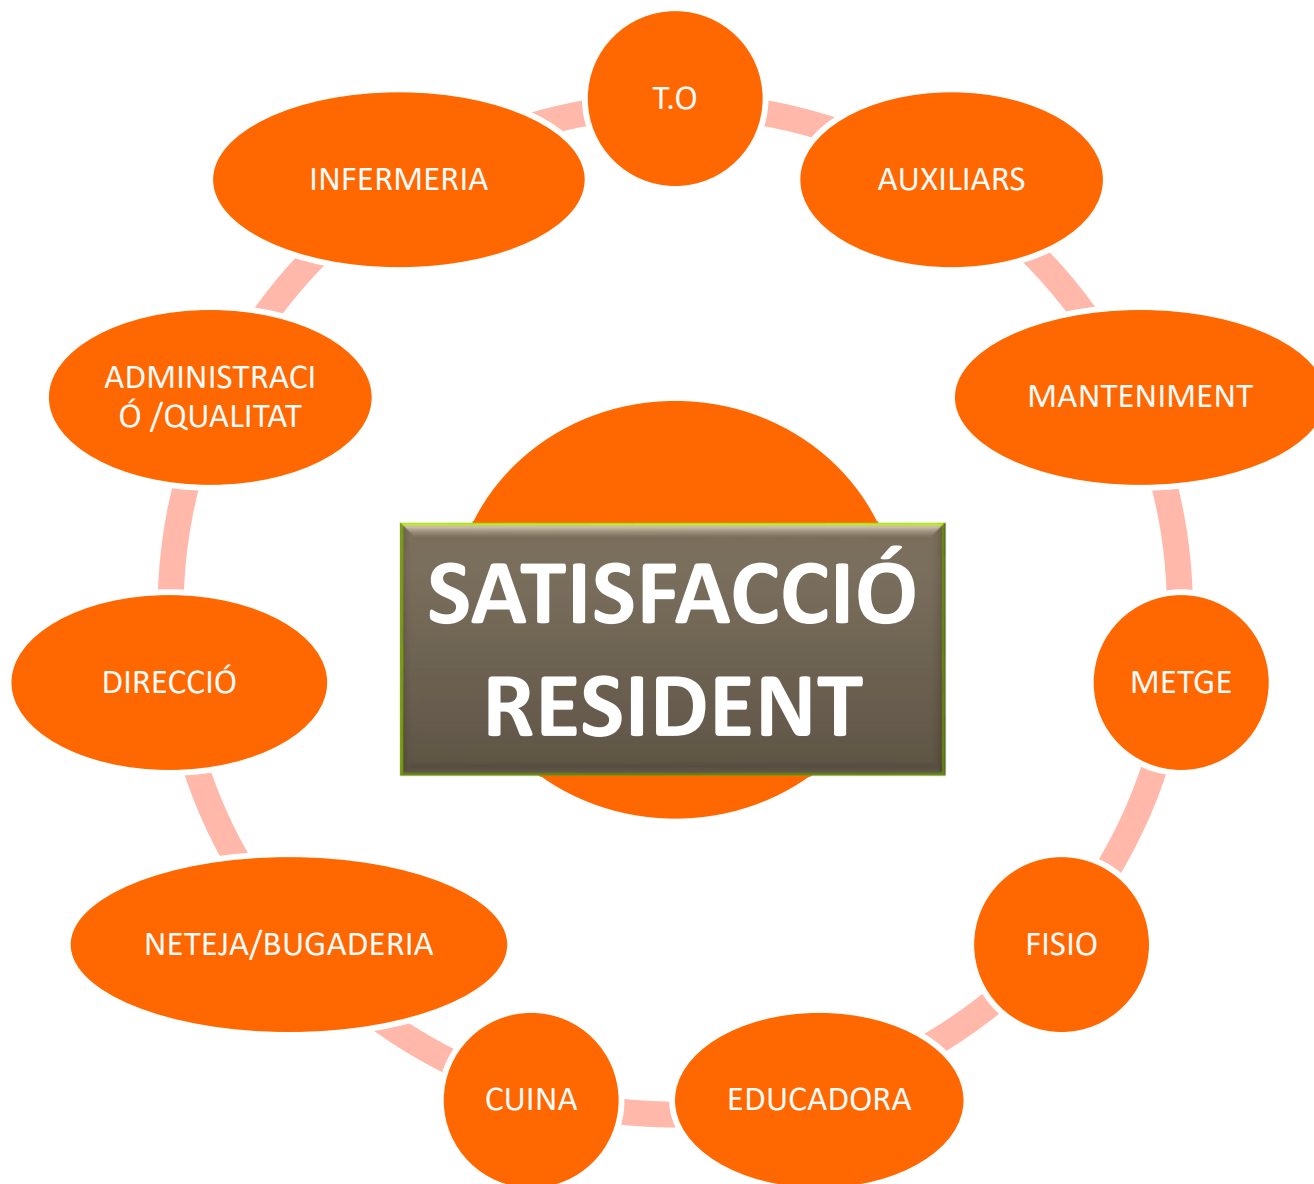 T.O
AUXILIARS
MANTENIMENT
METGE
FISIO
EDUCADORA
CUINA
NETEJA/BUGADERIA
DIRECCIÓ
ADMINISTRACI
Ó /QUALITAT
INFERMERIA
SATISFACCIÓ
RESIDENT